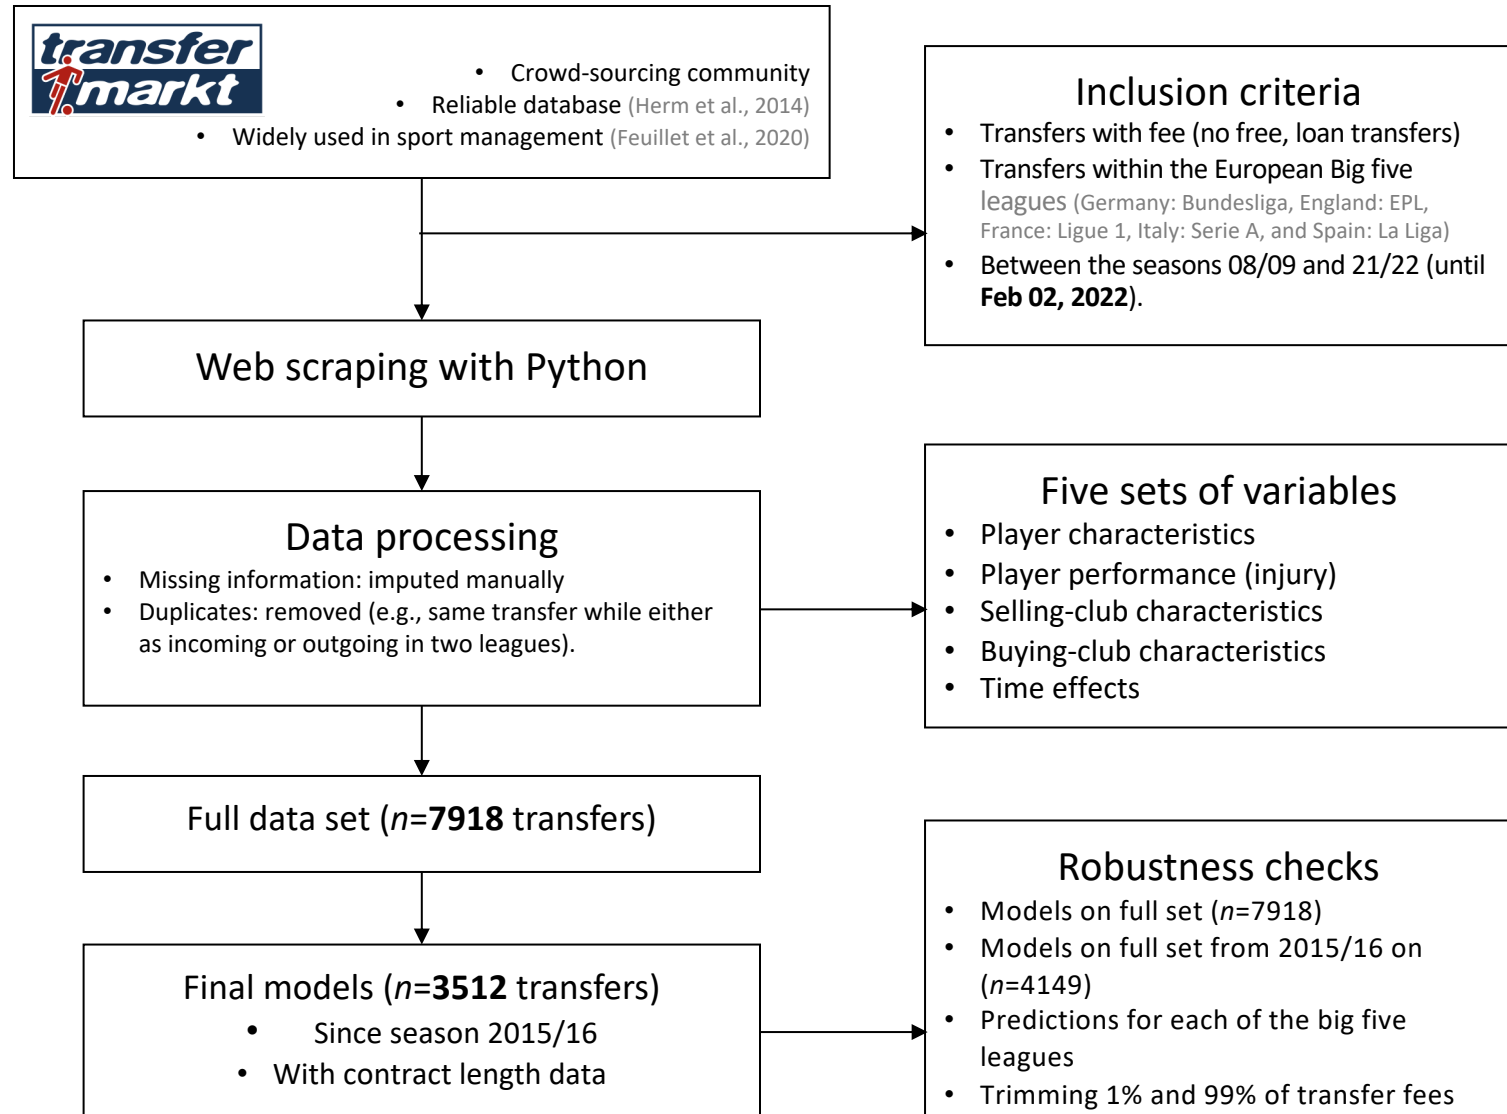 transfer
markt
• Crowd-sourcing community
• Reliable database (Herm et al., 2014)
• Widely used in sport management (Feuillet et al., 2020)
Inclusion criteria
• Transfers with fee (no free, loan transfers)
• Transfers within the European Big five
leagues (Germany: Bundesliga, England: EPL,
France: Ligue 1, Italy: Serie A, and Spain: La Liga)
• Between the seasons 08/09 and 21/22 (until
Feb 02, 2022).
Web scraping with Python
Data processing
• Missing information: imputed manually
• Duplicates: removed (e.g., same transfer while either
as incoming or outgoing in two leagues).
Five sets of variables
• Player characteristics
• Player performance (injury)
• Selling-club characteristics
• Buying-club characteristics
• Time effects
Full data set (n=7918 transfers)
Final models (n=3512 transfers)
• Since season 2015/16
• With contract length data
Robustness checks
• Models on full set (n=7918)
• Models on full set from 2015/16 on
(n=4149)
• Predictions for each of the big five
leagues
• Trimming 1% and 99% of transfer fees